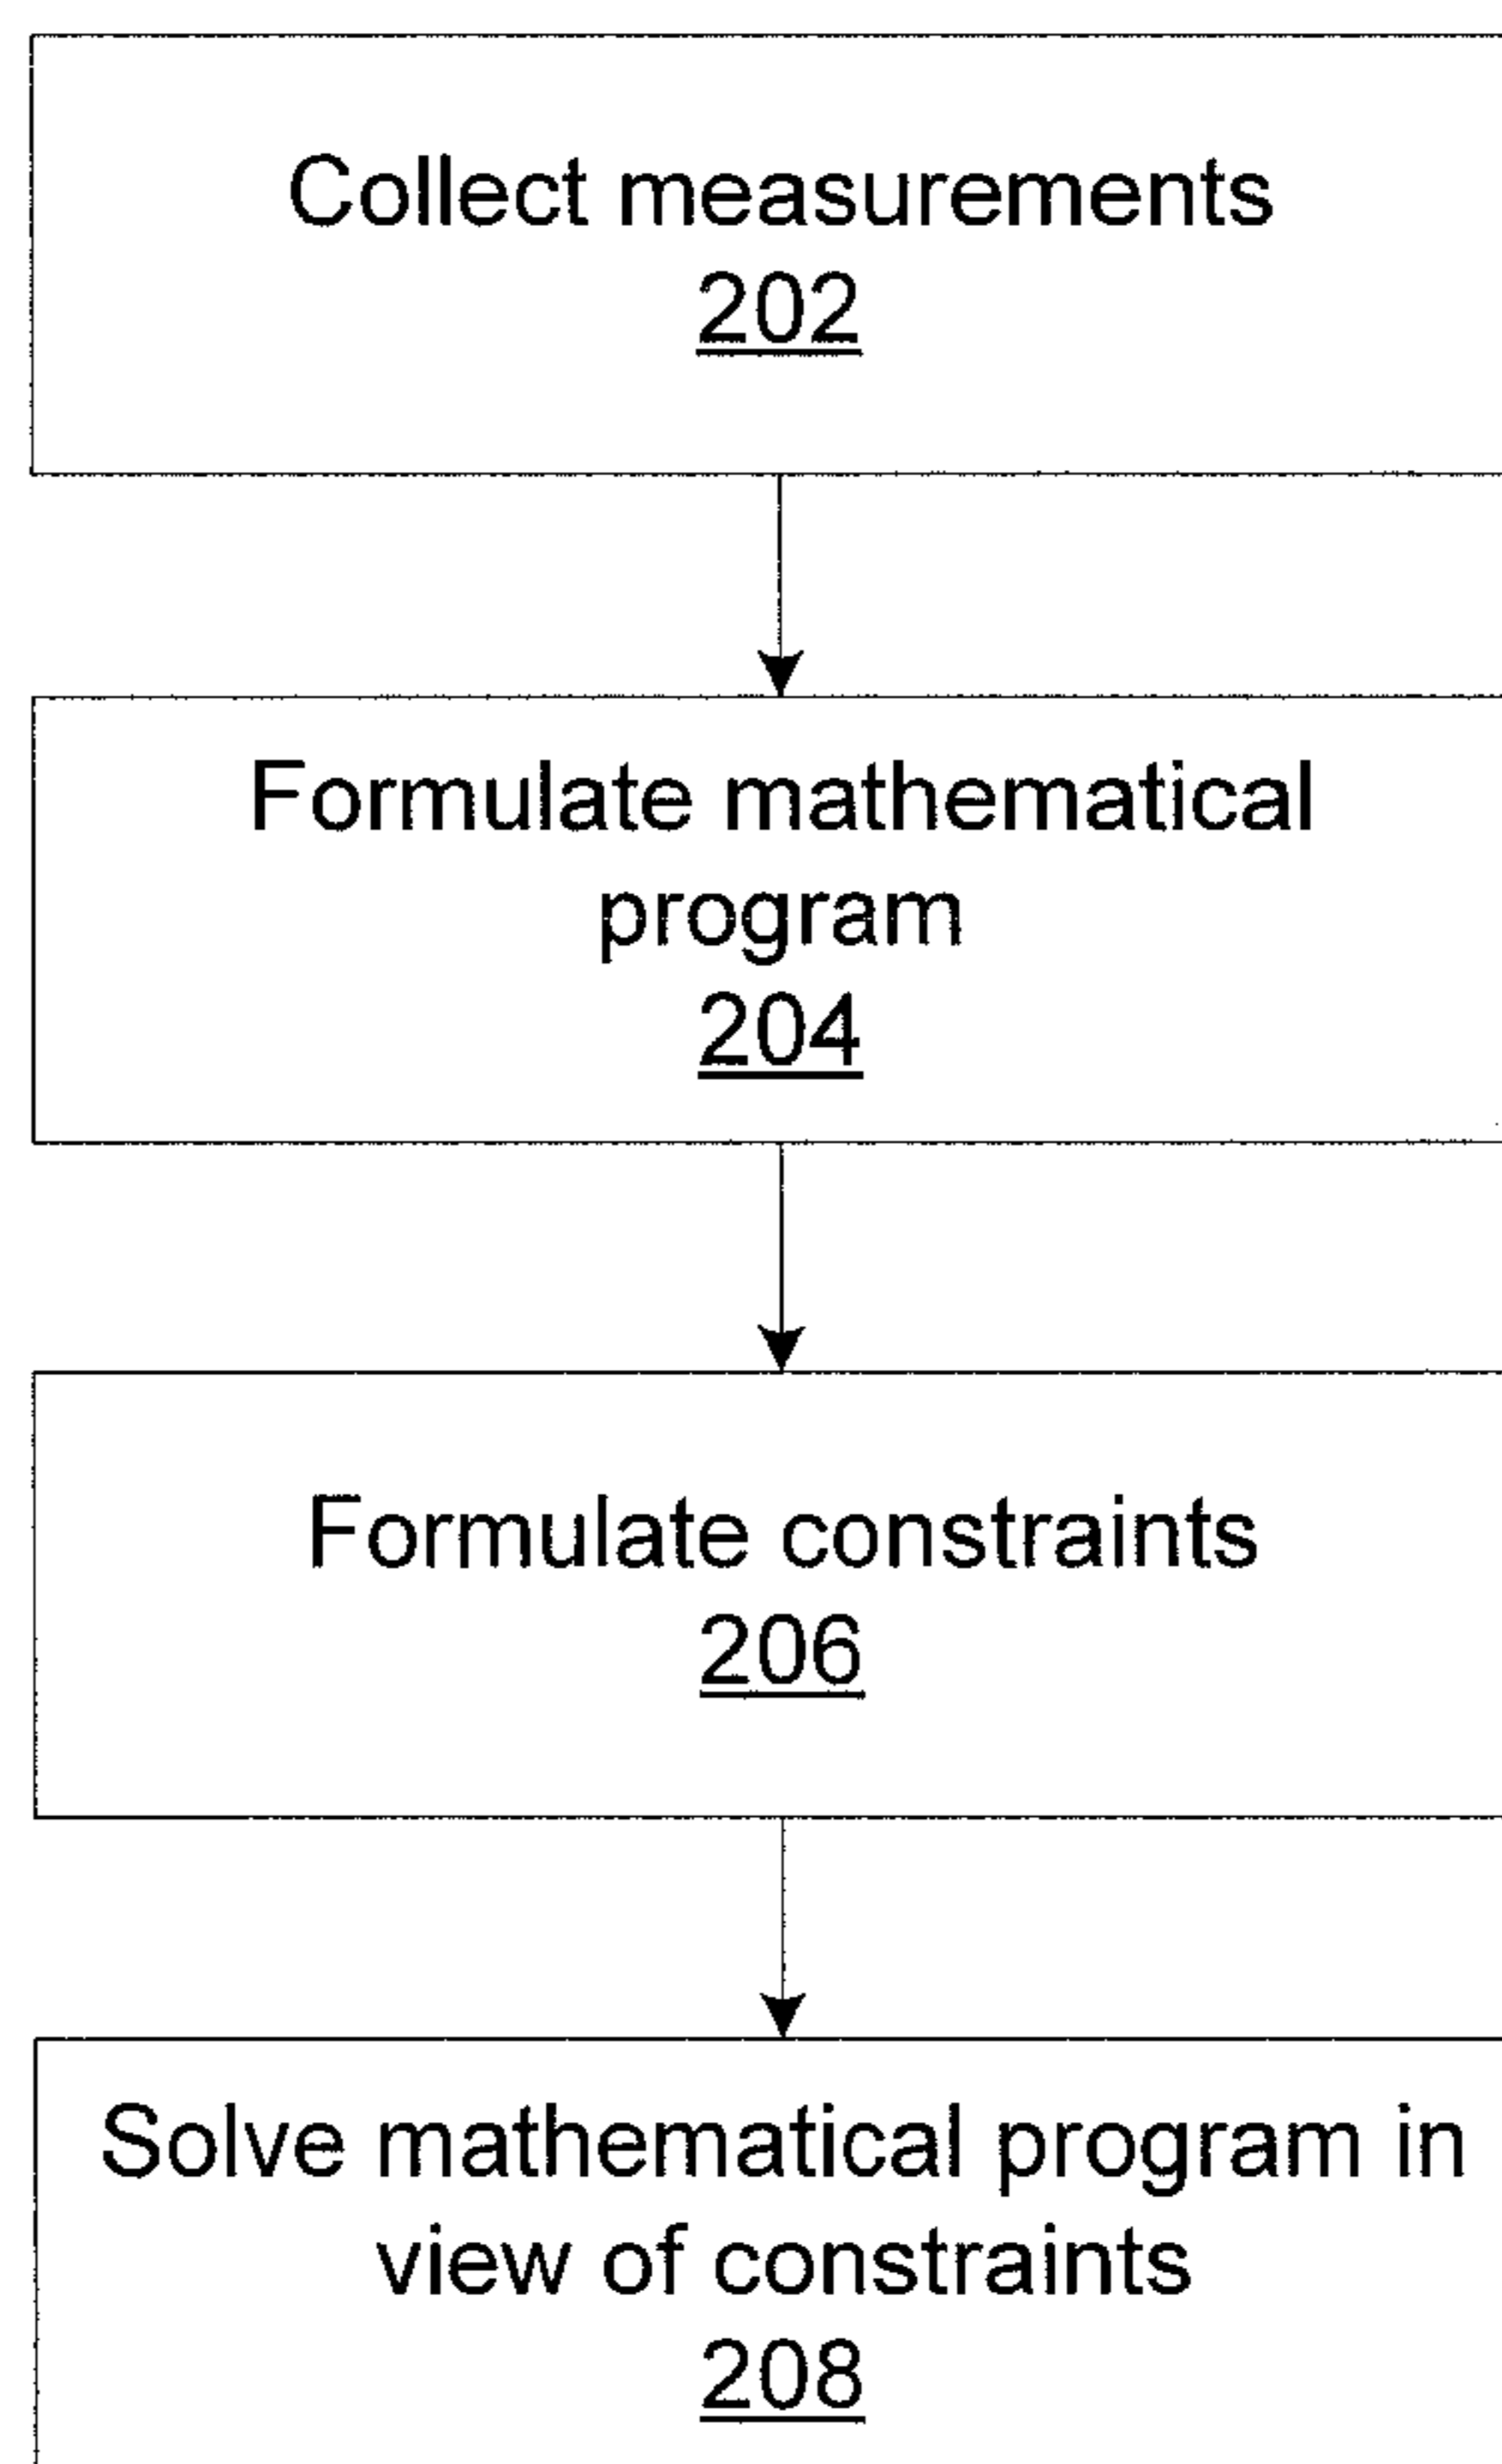 Collect measurements
202
Formulate mathematical
program
204
Formulate constraints
206
Solve mathematical program in
view of constraints
208